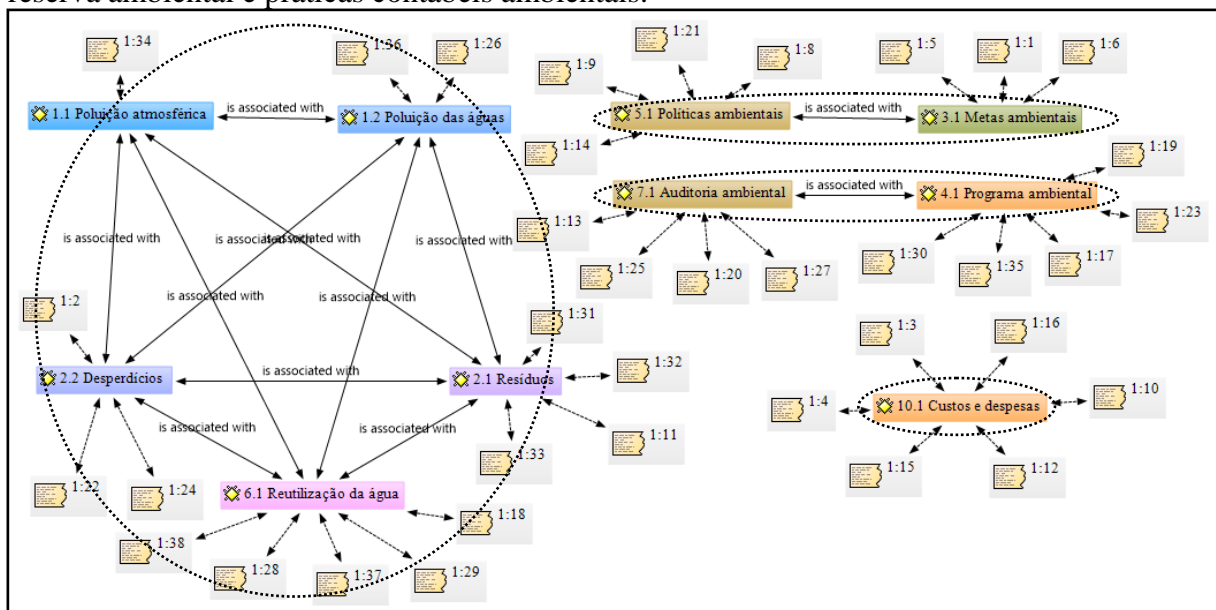 reserva ambiental e práticas contábeis ambientais.
1:34
1:36
1:26
1.1 Poluição atmosférica
is associated with
1.2 Poluição das águas
is associated with
is associated with
is associated with
is associated with
is associated with
is associated with
is associated with
1:2
2.2 Desperdícios
is associated with
2.1 Resíduos
1:31
1:32
1:11
1:33
is associated with
is associated with
1:22
1:24
6.1 Reutilização da água
1:18
1:38
1:28
1:37
1:29
1:9
1:21
1:8
1:14
5.1 Políticas ambientais
is associated with
3.1 Metas ambientais
1:5
1:1
1:6
7.1 Auditoria ambiental
is associated with
4.1 Programa ambiental
1:19
1:23
1:13
1:25
1:20
1:27
1:30
1:35
1:17
1:3
1:16
1:4
10.1 Custos e despesas
1:10
1:15
1:12